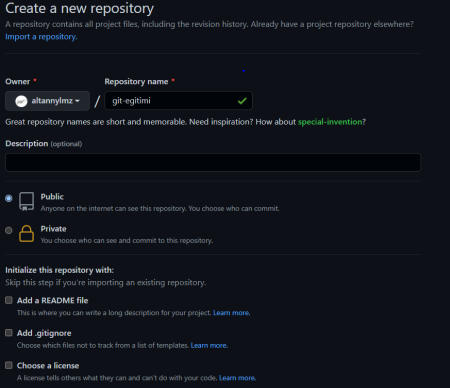 Create a new repository
A repository contains all project files, including the revision history. Already have a project repository elsewhere?
Import a repository.
Owner *
Repository name *
altannylmz
/
git-egitimi
Great repository names are short and memorable. Need inspiration? How about special-invention?
Description (optional)
Public
Anyone on the internet can see this repository. You choose who can commit.
Private
You choose who can see and commit to this repository.
Initialize this repository with:
Skip this step if you're importing an existing repository.
Add a README file
This is where you can write a long description for your project. Learn more.
Add .gitignore
Choose which files not to track from a list of templates. Learn more.
Choose a license
A license tells others what they can and can't do with your code. Learn more.